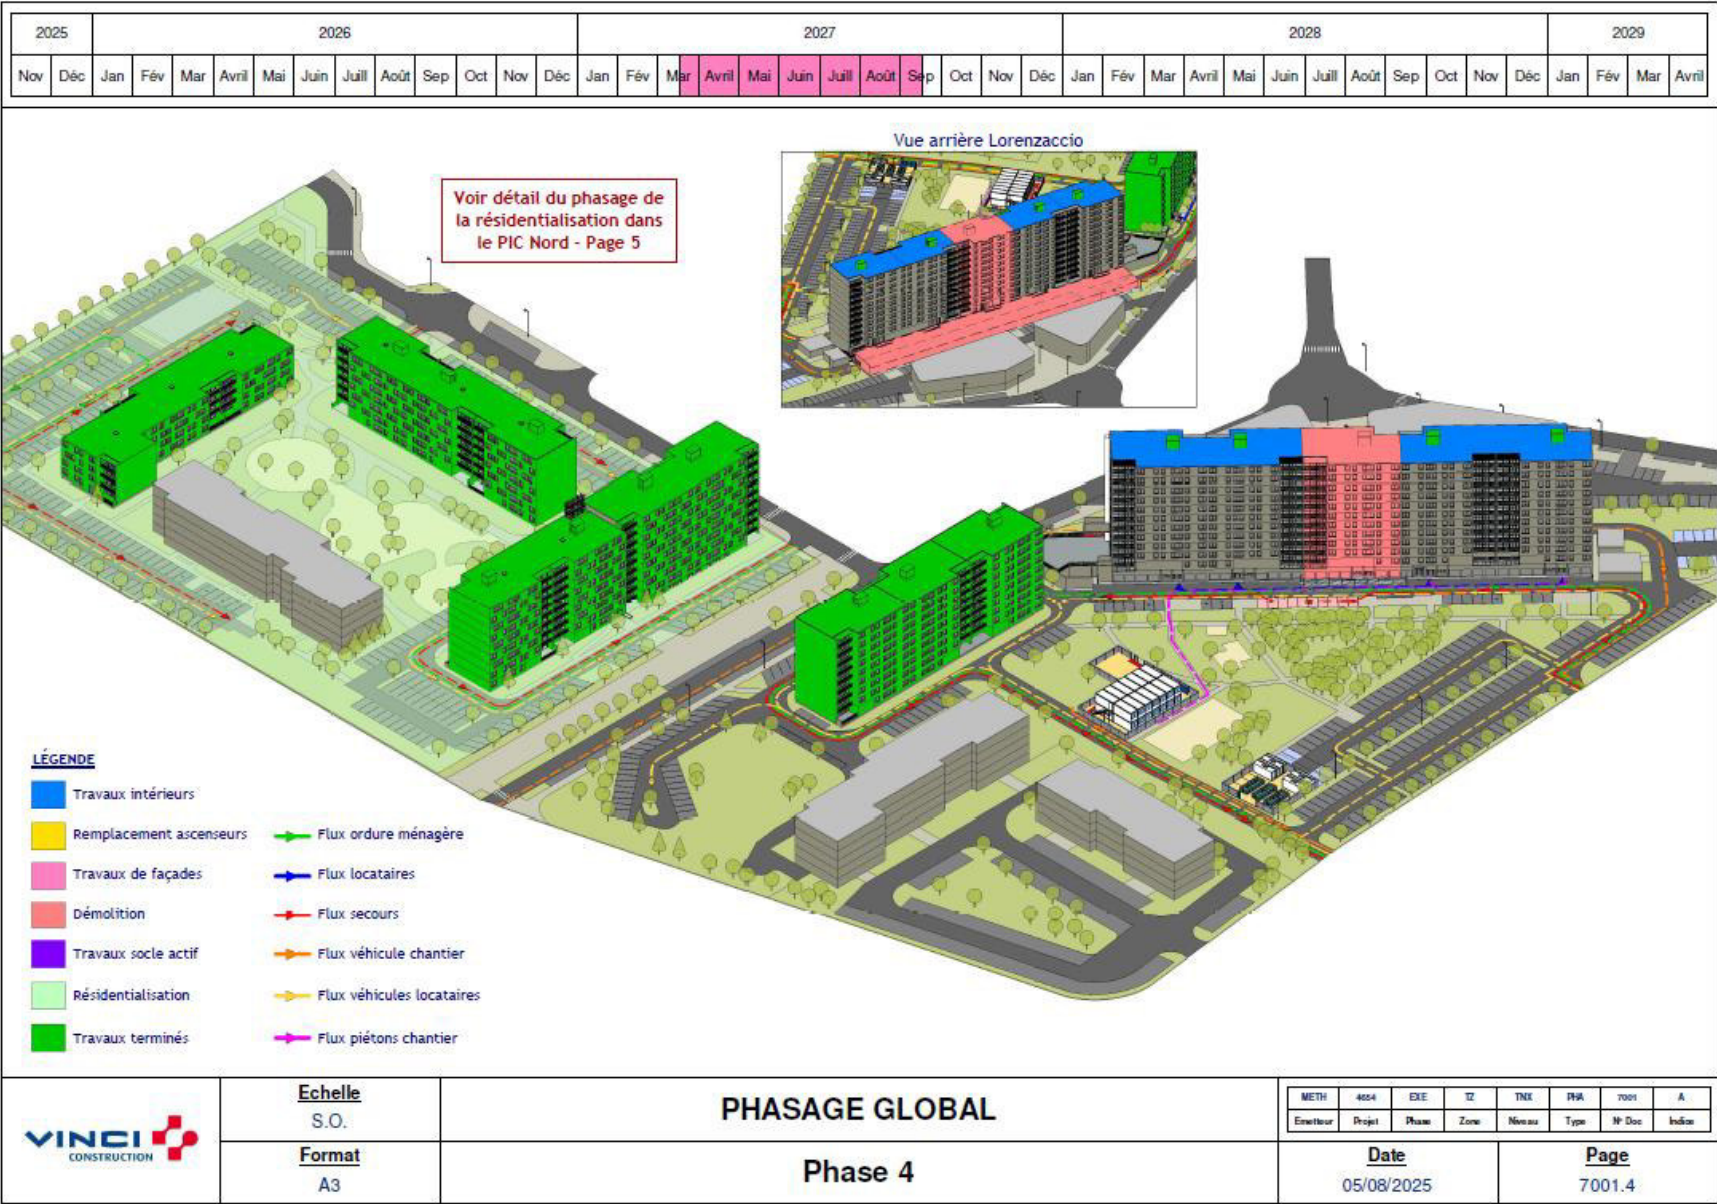 2025 2026 2027 2028 2029
Nov Déc Jan Fév Mar Avril Mai Juin Juill Août Sep Oct Nov Déc Jan Fév Mar Avril Mai Juin Juill Août Sep Oct Nov Déc Jan Fév Mar Avril Mai Juin Juill Août Sep Oct Nov Déc Jan Fév Mar Avril
Vue arrière Lorenzaccio
Voir détail du phasage de
la résidentialisation dans
le PIC Nord - Page 5
LÉGENDE
Travaux intérieurs
Remplacement ascenseurs
Travaux de façades
Démolition
Travaux socle actif
Résidentialisation
Travaux terminés
Flux ordure ménagère
Flux locataires
Flux secours
Flux véhicule chantier
Flux véhicules locataires
Flux piétons chantier
VINCI
CONSTRUCTION
Echelle
S.O.
Format
A3
PHASAGE GLOBAL
Phase 4
METH 4654 EXE TZ TNX PHA 7001 A
Emetteur Projet Phase Zone Niveau Type N° Doc Indice
Date
05/08/2025
Page
7001.4